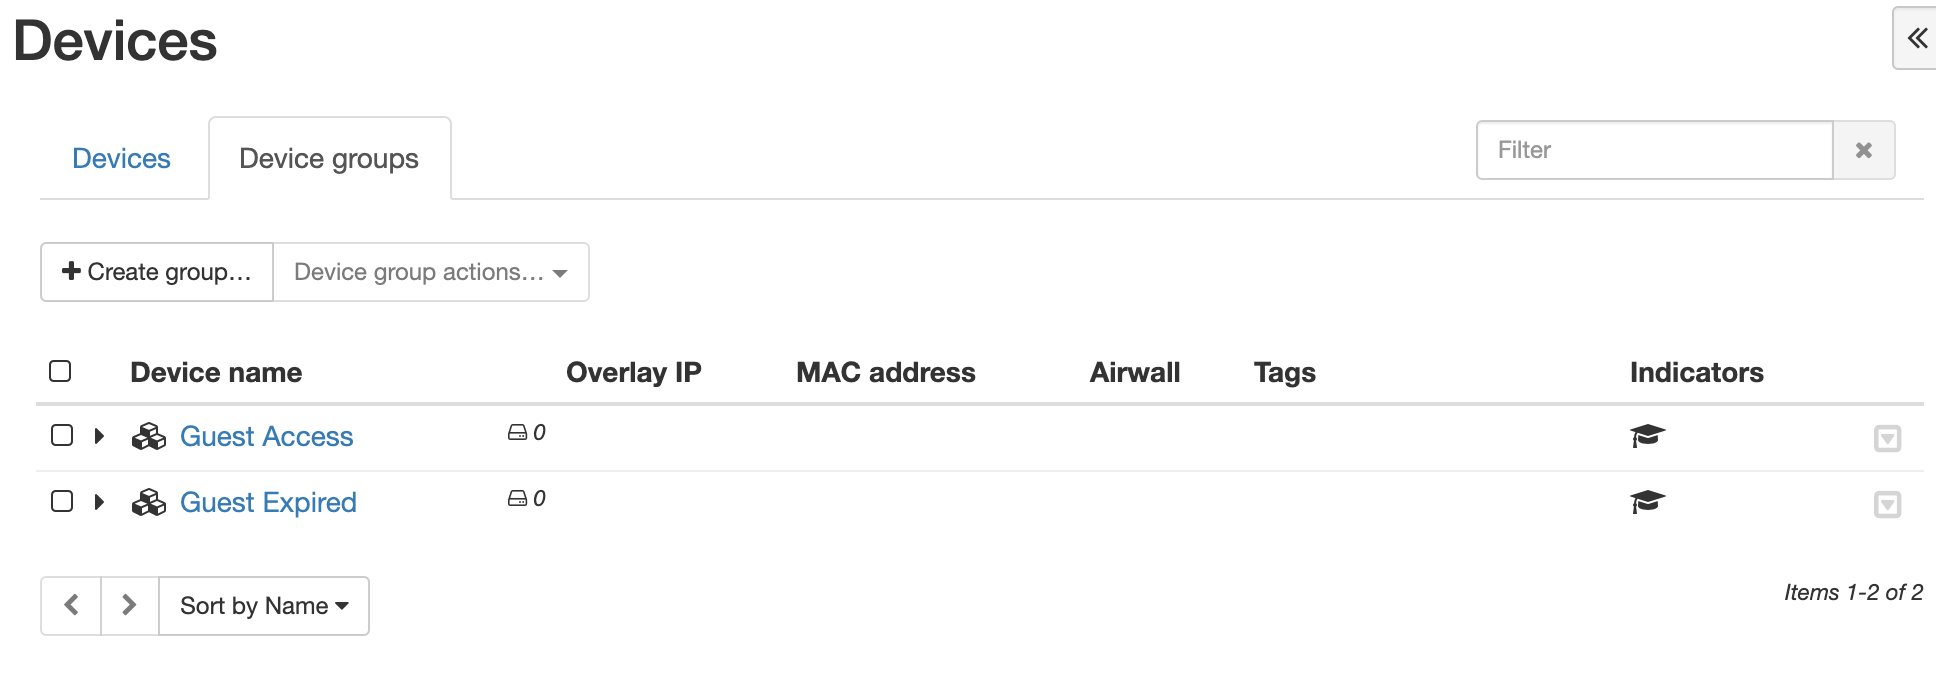 Devices
Devices Device groups Filter
Create group... Device group actions...
Device name Overlay IP MAC address Airwall Tags Indicators
Guest Access 0
Guest Expired 0
Sort by Name Items 1-2 of 2